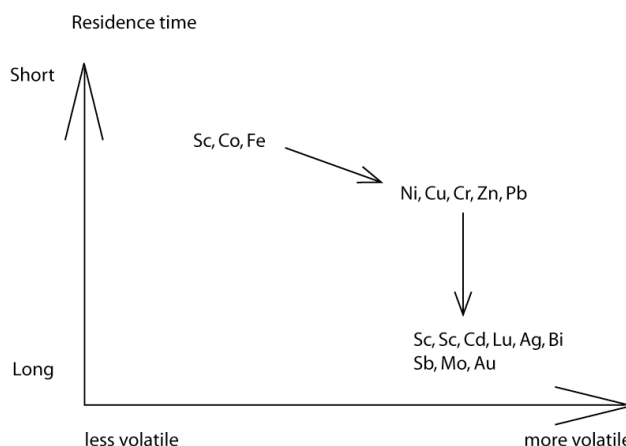 Residence time
Short
Sc, Co, Fe
Ni, Cu, Cr, Zn, Pb
Sc, Sc, Cd, Lu, Ag, Bi
Sb, Mo, Au
Long
less volatile
more volatile